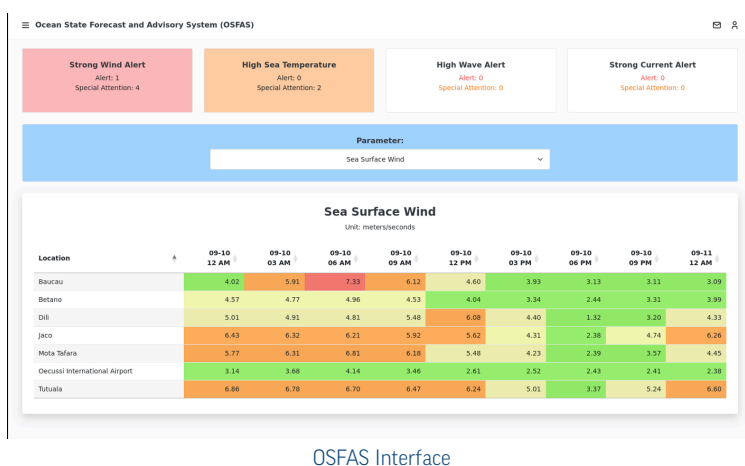 Ocean State Forecast and Advisory System (OSFAS)
Strong Wind Alert
Alert: 1
Special Attention: 4
High Sea Temperature
Alert: 0
Special Attention: 2
High Wave Alert
Alert: 0
Special Attention: 0
Strong Current Alert
Alert: 0
Special Attention: 0
Parameter:
Sea Surface Wind
Sea Surface Wind
Unit: meters/seconds
Location 09-10 12 AM 09-10 03 AM 09-10 06 AM 09-10 09 AM 09-10 12 PM 09-10 03 PM 09-10 06 PM 09-10 09 PM 09-11 12 AM
Baucau 4.02 5.91 7.33 6.12 4.60 3.93 3.13 3.11 3.09
Betano 4.57 4.77 4.96 4.53 4.04 3.34 2.44 3.31 3.99
Dili 5.01 4.91 4.81 5.48 6.08 4.40 1.32 3.20 4.33
Jaco 6.43 6.32 6.21 5.92 5.62 4.31 2.38 4.74 6.26
Mota Tafara 5.77 6.31 6.81 6.18 5.48 4.23 2.39 3.57 4.45
Oecussi International Airport 3.14 3.68 4.14 3.46 2.61 2.52 2.43 2.41 2.38
Tutuala 6.86 6.78 6.70 6.47 6.24 5.01 3.37 5.24 6.60
OSFAS Interface